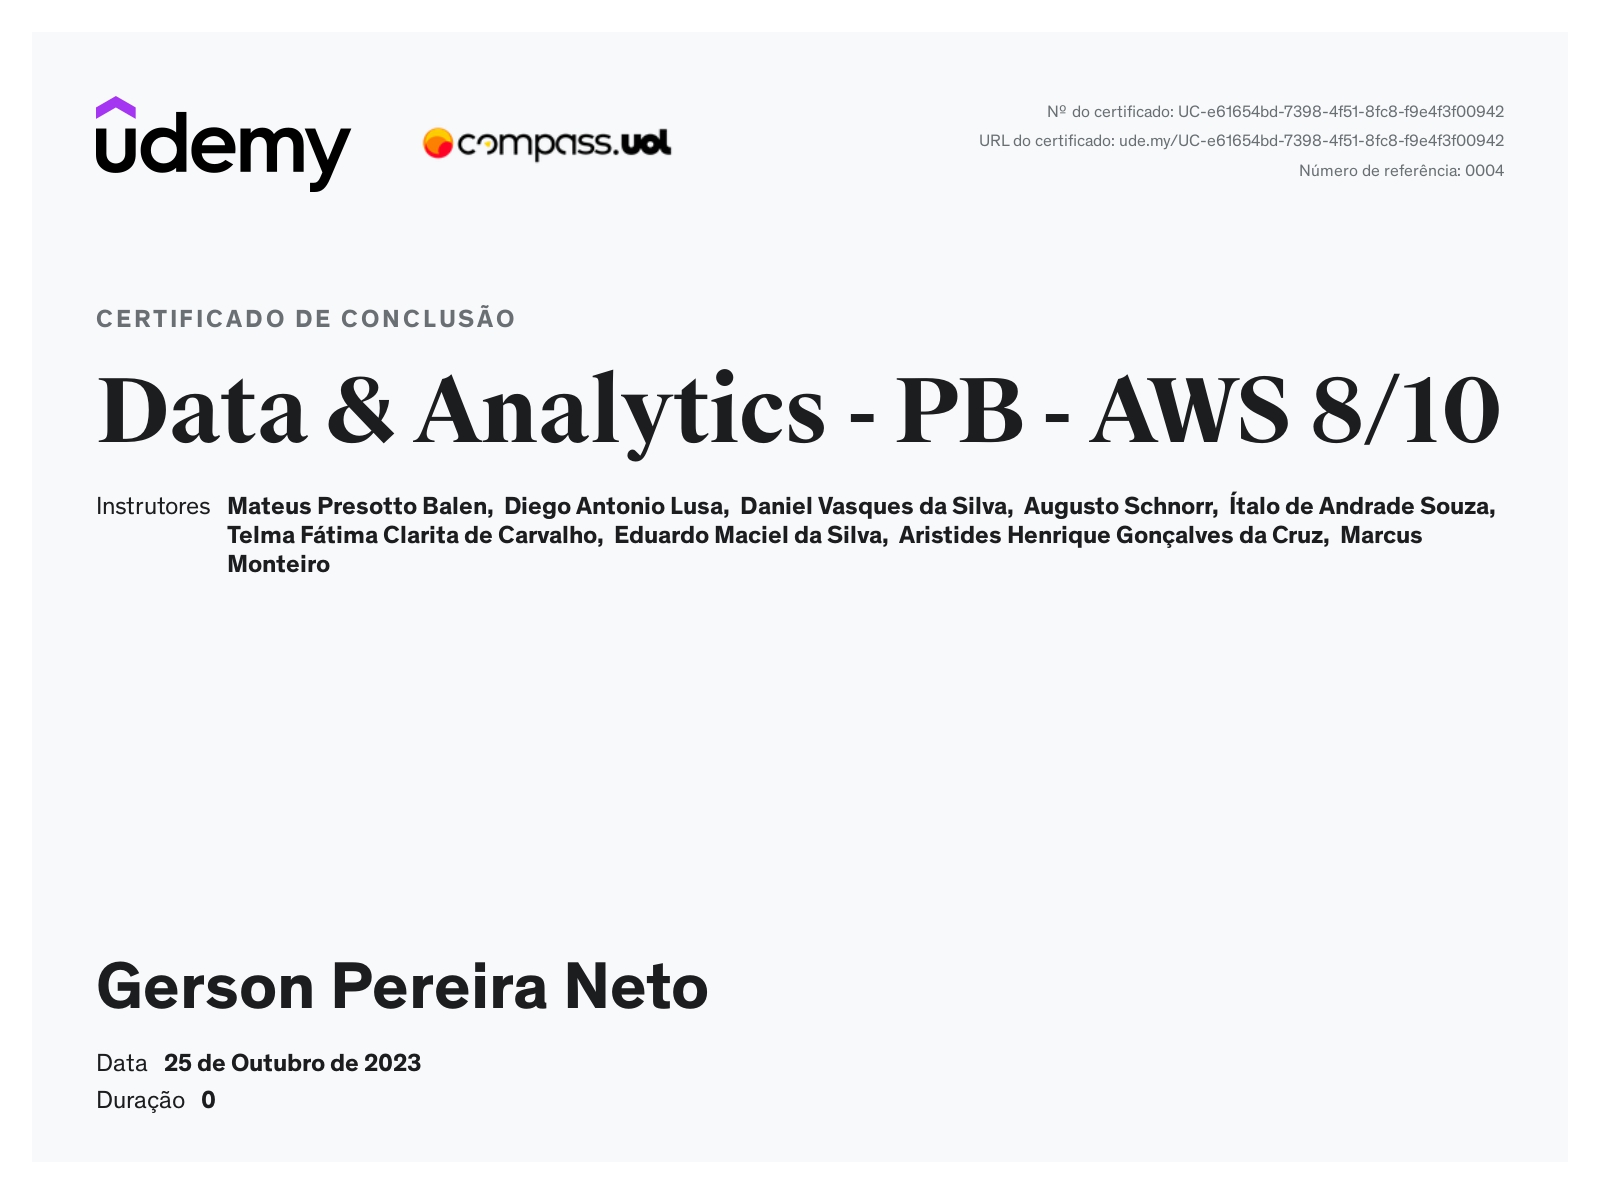 udemy
compass.uol
Nº do certificado: UC-e61654bd-7398-4f51-8fc8-f9e4f3f00942
URL do certificado: ude.my/UC-e61654bd-7398-4f51-8fc8-f9e4f3f00942
Número de referência: 0004
CERTIFICADO DE CONCLUSÃO
Data & Analytics - PB - AWS 8/10
Instrutores Mateus Presotto Balen, Diego Antonio Lusa, Daniel Vasques da Silva, Augusto Schnorr, Ítalo de Andrade Souza,
Telma Fátima Clarita de Carvalho, Eduardo Maciel da Silva, Aristides Henrique Gonçalves da Cruz, Marcus
Monteiro
Gerson Pereira Neto
Data 25 de Outubro de 2023
Duração 0